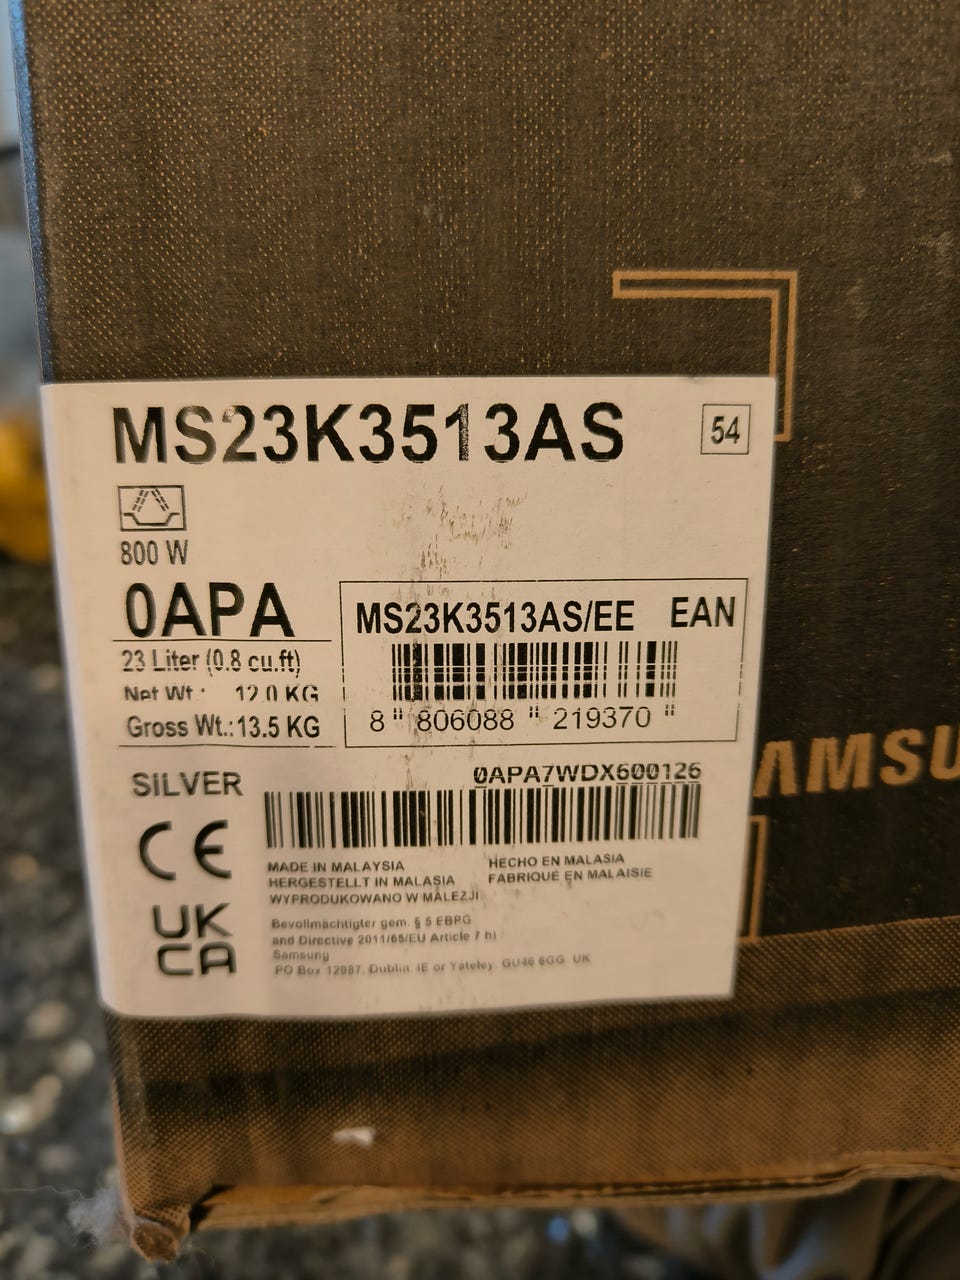 MS23K3513AS
54
800 W
0APA
23 Liter (0.8 cu.ft)
Net Wt.: 12.0 KG
Gross Wt.:13.5 KG
MS23K3513AS/EE EAN
8 " 806088 " 219370 "
SILVER
0APA7WDX600126
CE
UK
CA
MADE IN MALAYSIA
HERGESTELLT IN MALASIA
WYPRODUKOWANO W MALEZJI
HECHO EN MALASIA
FABRIQUÉ EN MALAISIE
Bevollmächtigter gem. § 5 EBPG
and Directive 2011/65/EU Article 7 h)
Samsung
PO Box 12987. Dublin. IE or Yateley. GU46 6GG. UK
AMSU